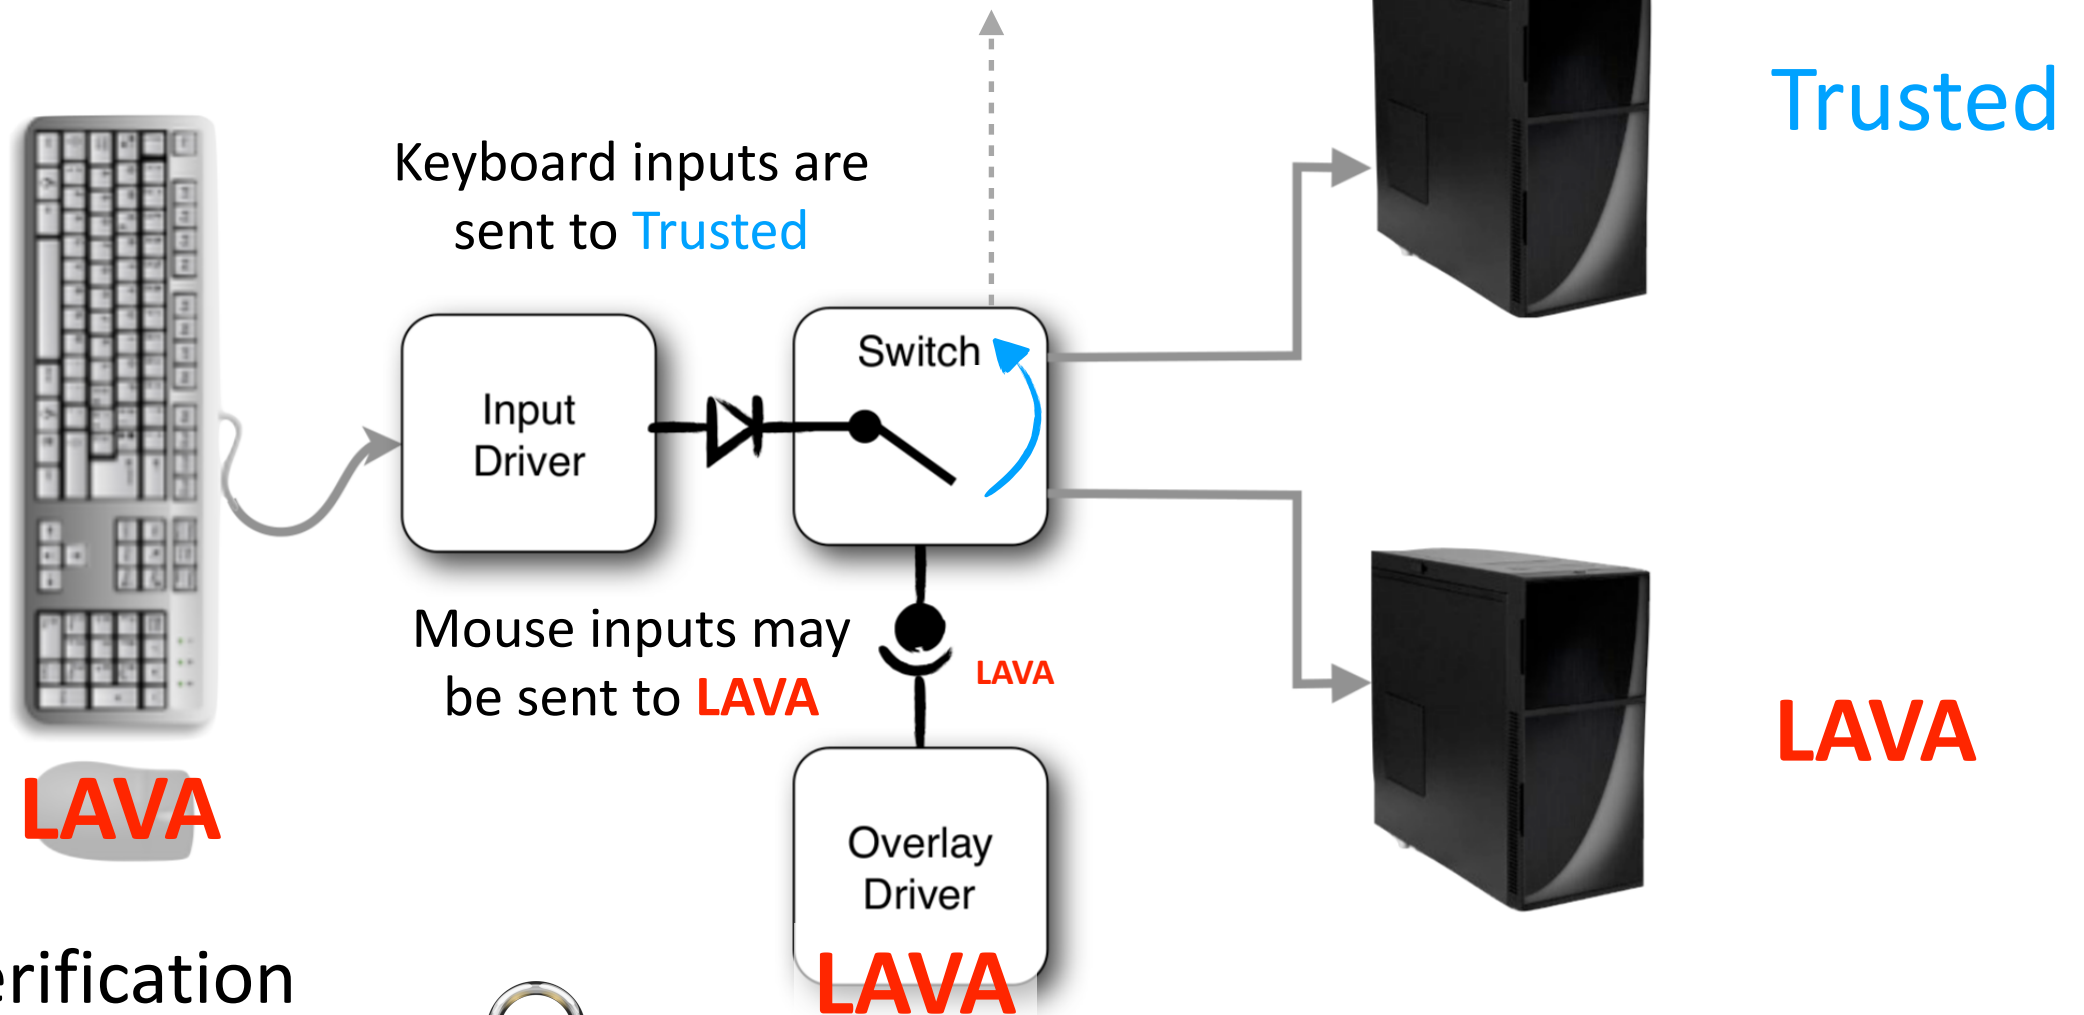 Trusted
Keyboard inputs are
sent to Trusted
Switch
Input
Driver
Mouse inputs may
be sent to LAVA
LAVA
LAVA
LAVA
Overlay
Driver
LAVA
erification